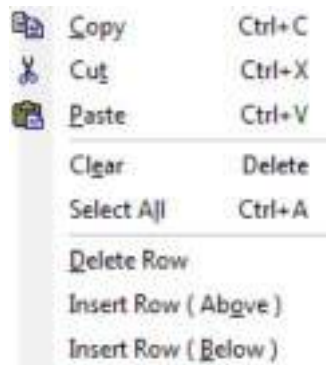 Copy Ctrl+C
Cut Ctrl+X
Paste Ctrl+V
Clear Delete
Select All Ctrl+A
Delete Row
Insert Row ( Above )
Insert Row ( Below )